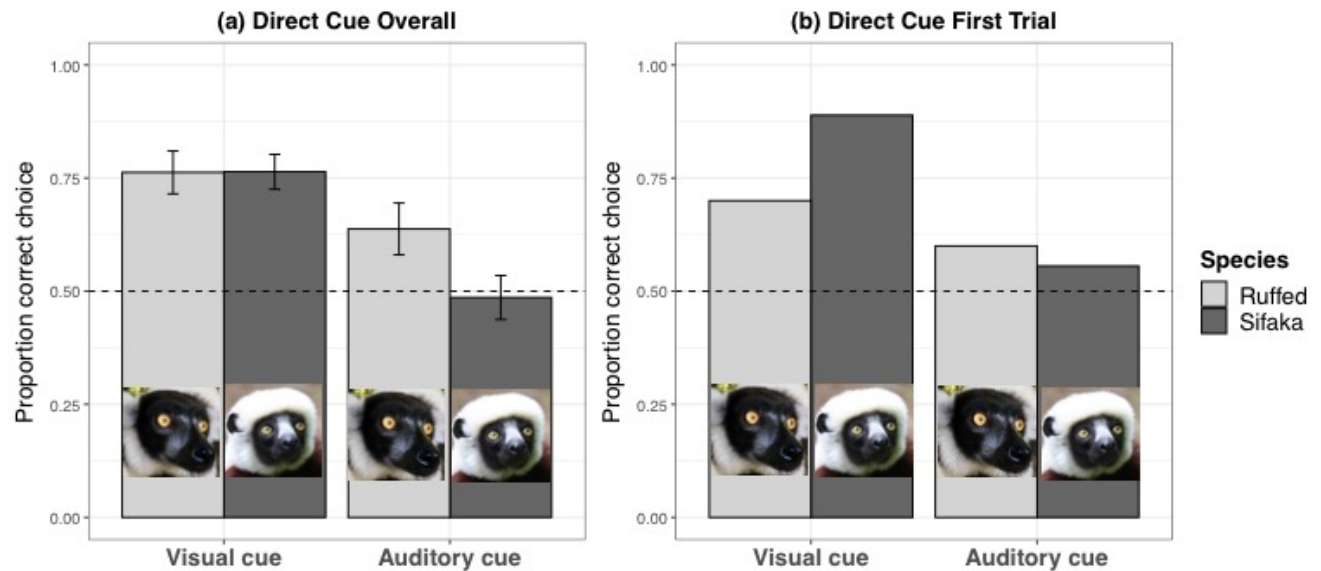 (a) Direct Cue Overall
Proportion correct choice
1.00
0.75
0.50
0.25
0.00
Visual cue
Auditory cue
(b) Direct Cue First Trial
Proportion correct choice
1.00
0.75
0.50
0.25
0.00
Visual cue
Auditory cue
Species
Ruffed
Sifaka